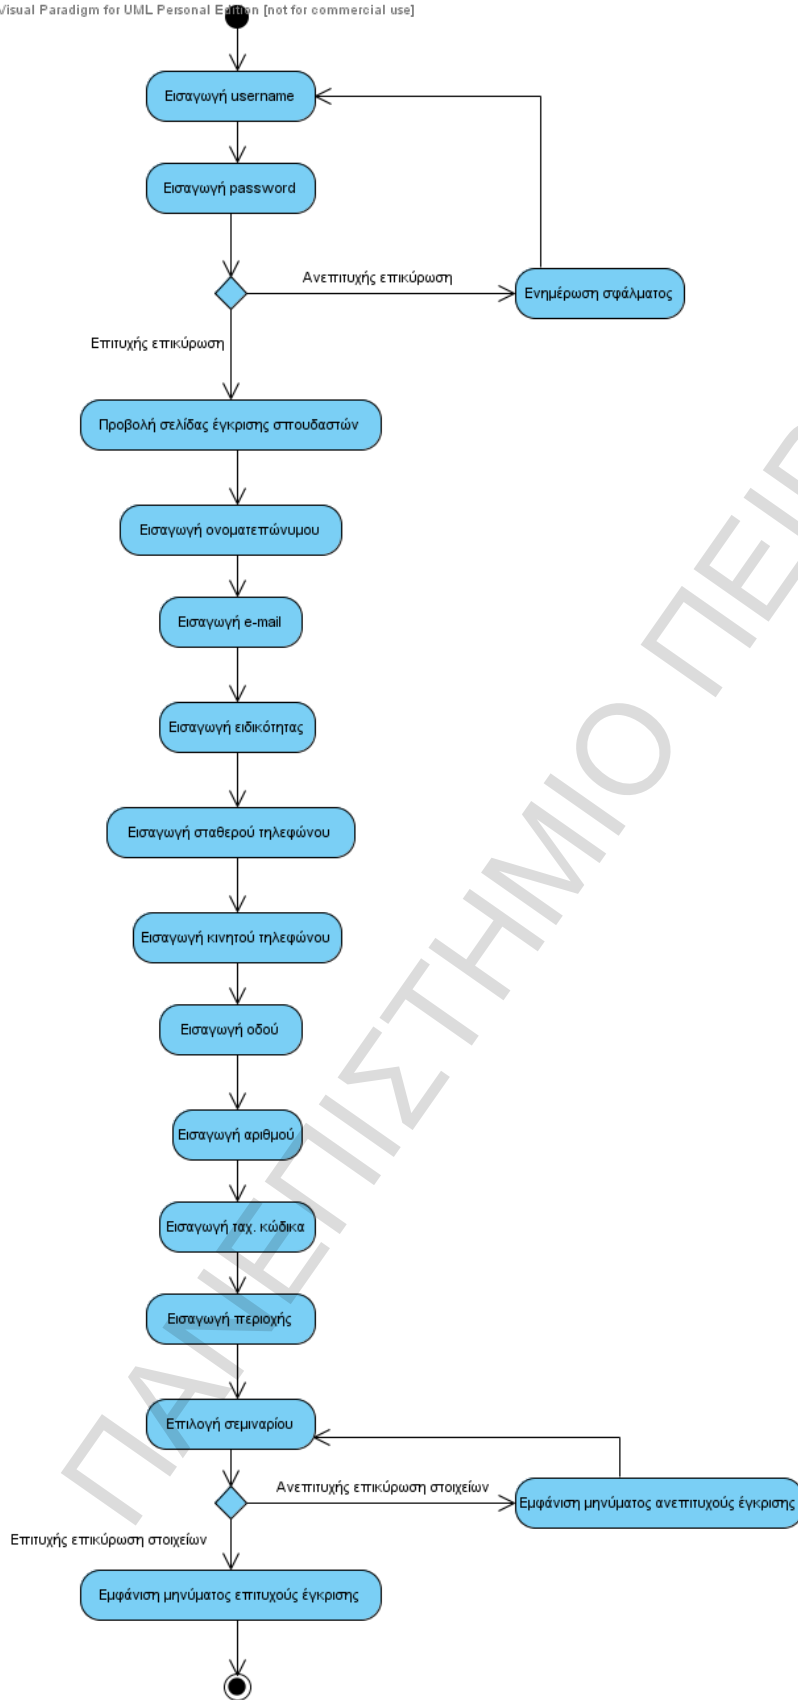 Visual Paradigm for UML Personal Edition [not for commercial use]
Εισαγωγή username
Εισαγωγή password
Ανεπιτυχής επικύρωση
Ενημέρωση σφάλματος
Επιτυχής επικύρωση
Προβολή σελίδας έγκρισης σπουδαστών
Εισαγωγή ονοματεπώνυμου
Εισαγωγή e-mail
Εισαγωγή ειδικότητας
Εισαγωγή σταθερού τηλεφώνου
Εισαγωγή κινητού τηλεφώνου
Εισαγωγή οδού
Εισαγωγή αριθμού
Εισαγωγή ταχ. κώδικα
Εισαγωγή περιοχής
Επιλογή σεμιναρίου
Ανεπιτυχής επικύρωση στοιχείων
Εμφάνιση μηνύματος ανεπιτυχούς έγκρισης
Επιτυχής επικύρωση στοιχείων
Εμφάνιση μηνύματος επιτυχούς έγκρισης
ΠΑΝΕΠΙΣΤΗΜΙΟ